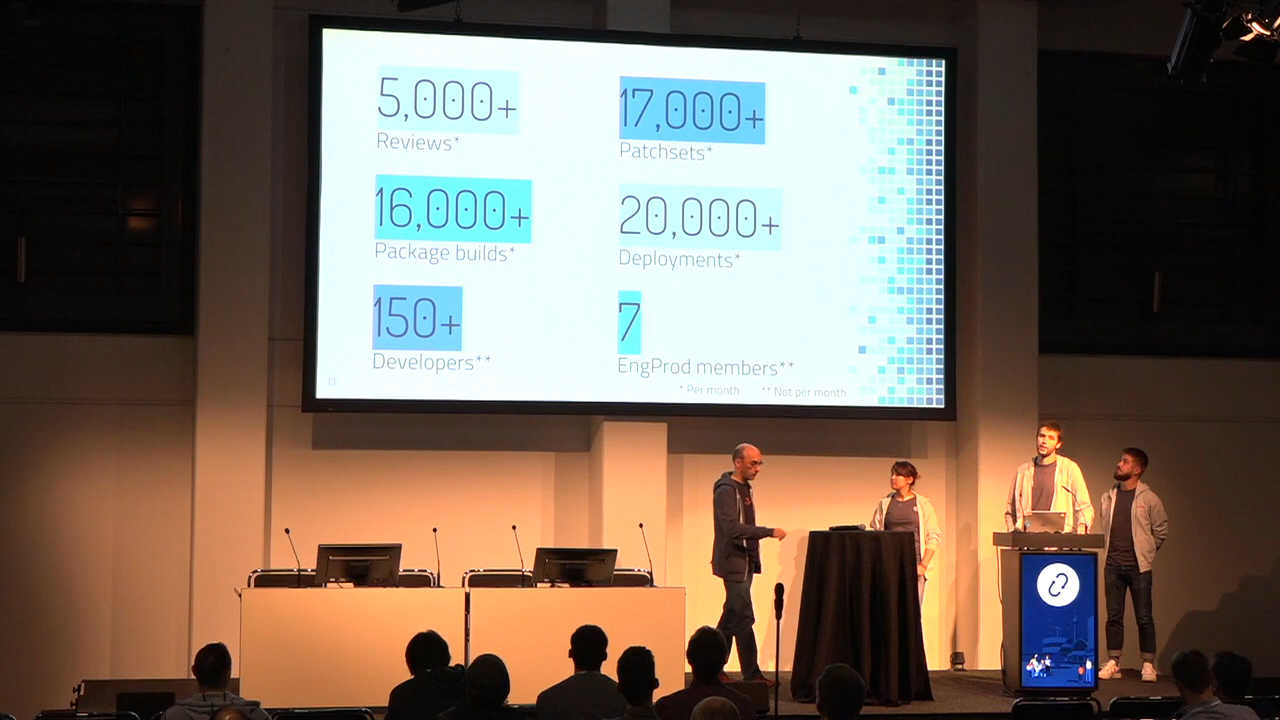 5,000+
Reviews*
17,000+
Patchsets*
16,000+
Package builds*
20,000+
Deployments*
150+
Developers**
7
EngProd members**
13
* Per month ** Not per month